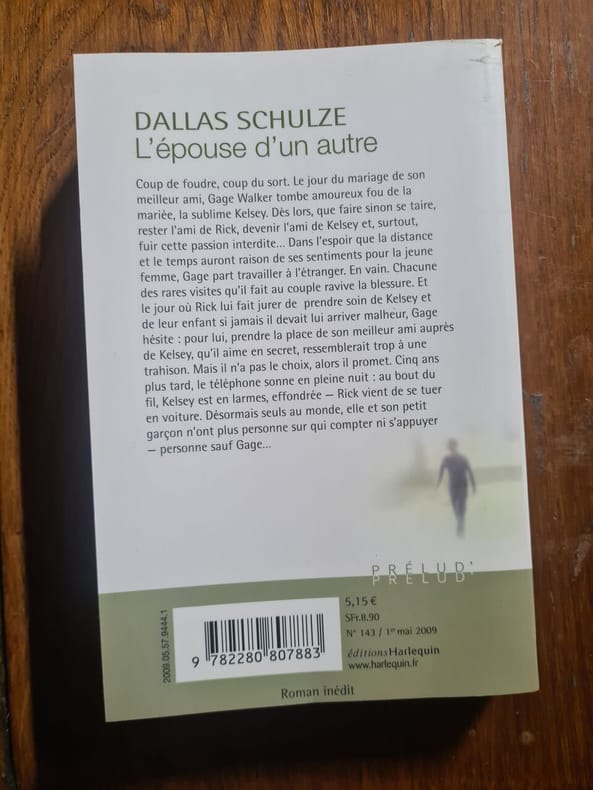 DALLAS SCHULZE
L'épouse d'un autre
Coup de foudre, coup du sort. Le jour du mariage de son
meilleur ami, Gage Walker tombe amoureux fou de la
mariée, la sublime Kelsey. Dès lors, que faire sinon se taire,
rester l'ami de Rick, devenir l'ami de Kelsey et, surtout,
fuir cette passion interdite... Dans l'espoir que la distance
et le temps auront raison de ses sentiments pour la jeune
femme, Gage part travailler à l'étranger. En vain. Chacune
des rares visites qu'il fait au couple ravive la blessure. Et
le jour où Rick lui fait jurer de prendre soin de Kelsey et
de leur enfant si jamais il devait lui arriver malheur, Gage
hésite : pour lui, prendre la place de son meilleur ami auprès
de Kelsey, qu'il aime en secret, ressemblerait trop à une
trahison. Mais il n'a pas le choix, alors il promet. Cinq ans
plus tard, le téléphone sonne en pleine nuit : au bout du
fil, Kelsey est en larmes, effondrée — Rick vient de se tuer
en voiture. Désormais seuls au monde, elle et son petit
garçon n'ont plus personne sur qui compter ni s'appuyer
— personne sauf Gage...
PRÉLUD'
PRÉLUD'
2009 05.57.9444.1
9 782280 807883
5,15 €
SFr.8.90
N° 143 / 1er mai 2009
éditions Harlequin
www.harlequin.fr
Roman inédit